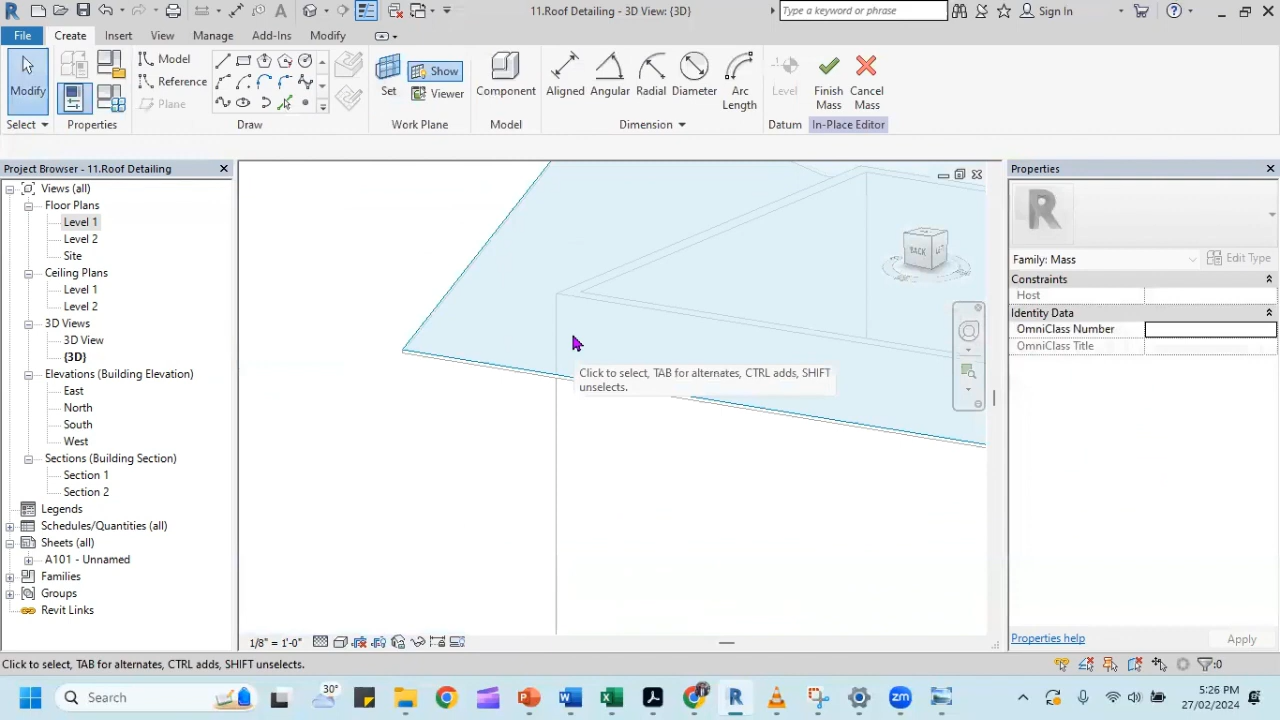 11.Roof Detailing - 3D View: {3D}
Type a keyword or phrase
Sign In
File
Create
Insert
View
Manage
Add-Ins
Modify
Modify
Select
Properties
Model
Reference
Plane
Draw
Set
Show
Viewer
Work Plane
Component
Model
Aligned
Angular
Radial
Diameter
Arc
Length
Dimension
Level
Datum
Finish
Mass
Cancel
Mass
In-Place Editor
Project Browser - 11.Roof Detailing
Views (all)
Floor Plans
Level 1
Level 2
Site
Ceiling Plans
Level 1
Level 2
3D Views
3D View
{3D}
Elevations (Building Elevation)
East
North
South
West
Sections (Building Section)
Section 1
Section 2
Legends
Schedules/Quantities (all)
Sheets (all)
A101 - Unnamed
Families
Groups
Revit Links
BACK
Click to select, TAB for alternates, CTRL adds, SHIFT
unselects.
1/8" = 1'-0"
Properties
Family: Mass
Edit Type
Constraints
Host
Identity Data
OmniClass Number
OmniClass Title
Properties help
Apply
Click to select, TAB for alternates, CTRL adds, SHIFT unselects.
:0
Search
30°
5:26 PM
27/02/2024